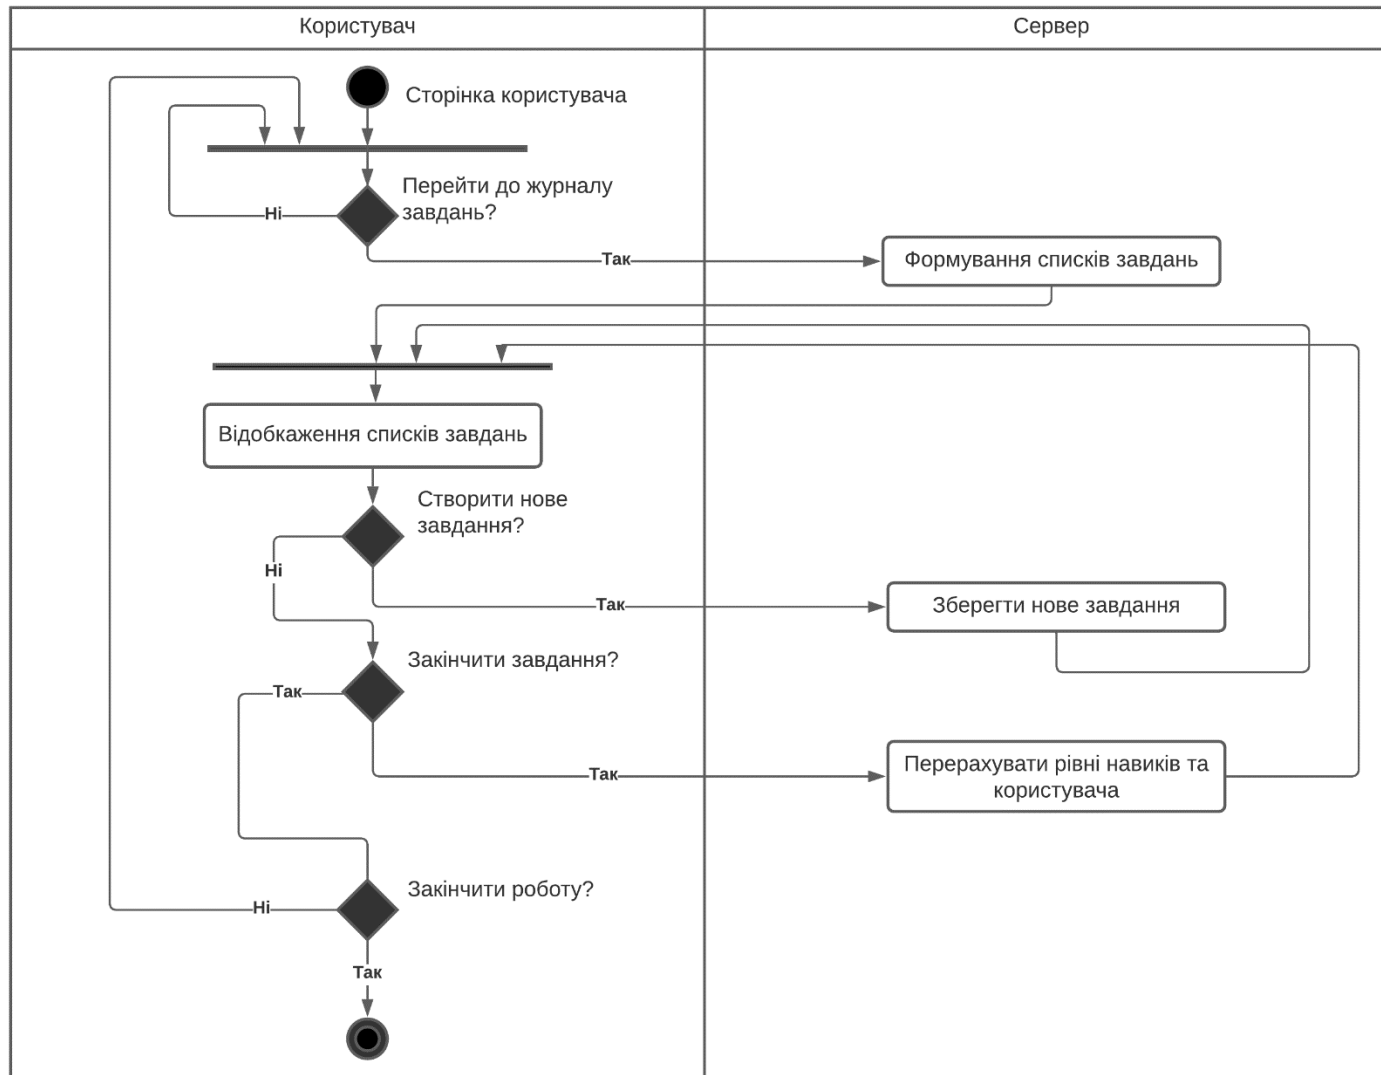 Користувач
Сервер
Сторінка користувача
Перейти до журналу
завдань?
Ні
Так
Формування списків завдань
Відобкаження списків завдань
Створити нове
завдання?
Ні
Так
Зберегти нове завдання
Закінчити завдання?
Так
Так
Перерахувати рівні навиків та
користувача
Закінчити роботу?
Ні
Так